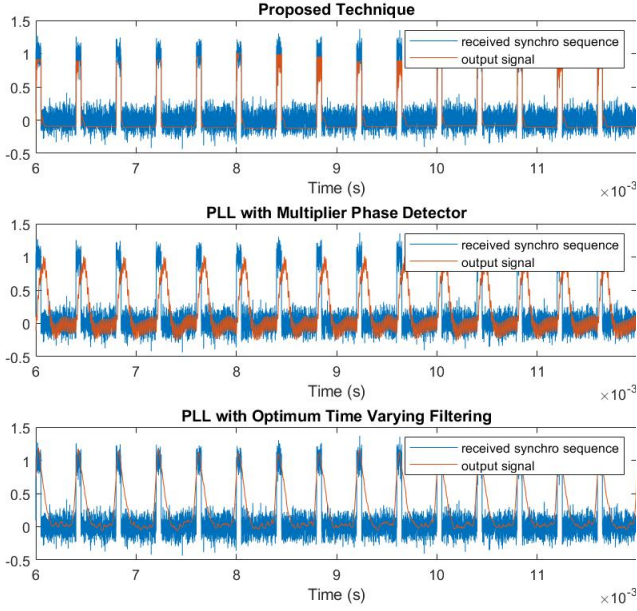 Proposed Technique
1.5
1
0.5
0
-0.5
received synchro sequence
output signal
6 7 8 9 10 11
Time (s)
×10⁻³
PLL with Multiplier Phase Detector
1.5
1
0.5
0
-0.5
received synchro sequence
output signal
6 7 8 9 10 11
Time (s)
×10⁻³
PLL with Optimum Time Varying Filtering
1.5
1
0.5
0
-0.5
received synchro sequence
output signal
6 7 8 9 10 11
Time (s)
×10⁻³